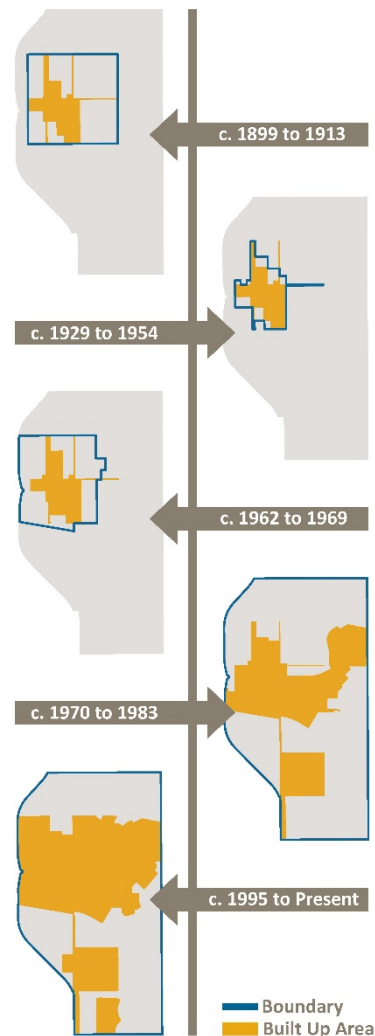 c. 1899 to 1913
c. 1929 to 1954
c. 1962 to 1969
c. 1970 to 1983
c. 1995 to Present
Boundary
Built Up Area